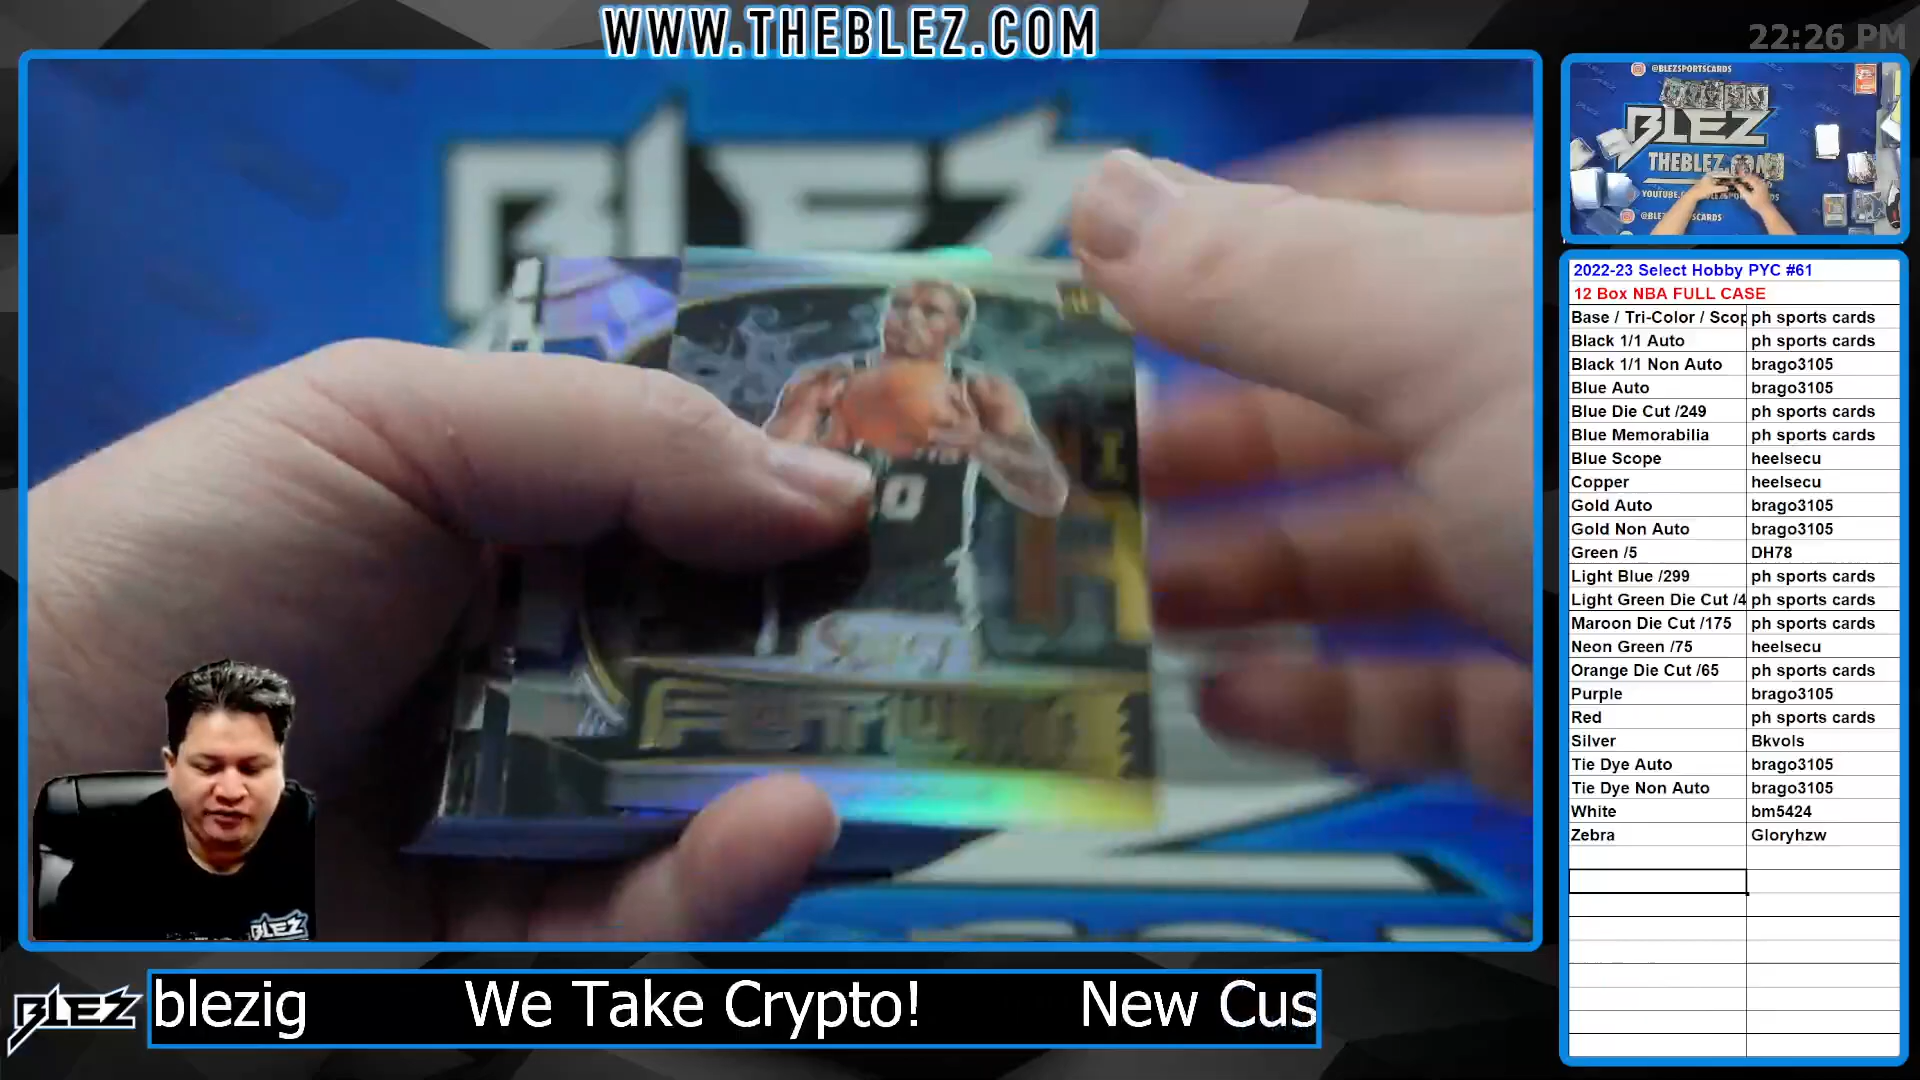 WWW.THEBLEZ.COM
22:26 PM
@BLEZSPORTSCARDS
BLEZ
THEBLEZ.COM
BLEZ
10
SELECT
2022-23 Select Hobby PYC #61
12 Box NBA FULL CASE
Base / Tri-Color / Scop ph sports cards
Black 1/1 Auto ph sports cards
Black 1/1 Non Auto brago3105
Blue Auto brago3105
Blue Die Cut /249 ph sports cards
Blue Memorabilia ph sports cards
Blue Scope heelsecu
Copper heelsecu
Gold Auto brago3105
Gold Non Auto brago3105
Green /5 DH78
Light Blue /299 ph sports cards
Light Green Die Cut /4 ph sports cards
Maroon Die Cut /175 ph sports cards
Neon Green /75 heelsecu
Orange Die Cut /65 ph sports cards
Purple brago3105
Red ph sports cards
Silver Bkvols
Tie Dye Auto brago3105
Tie Dye Non Auto brago3105
White bm5424
Zebra Gloryhzw
BLEZ
BLEZ
blezig We Take Crypto! New Cus